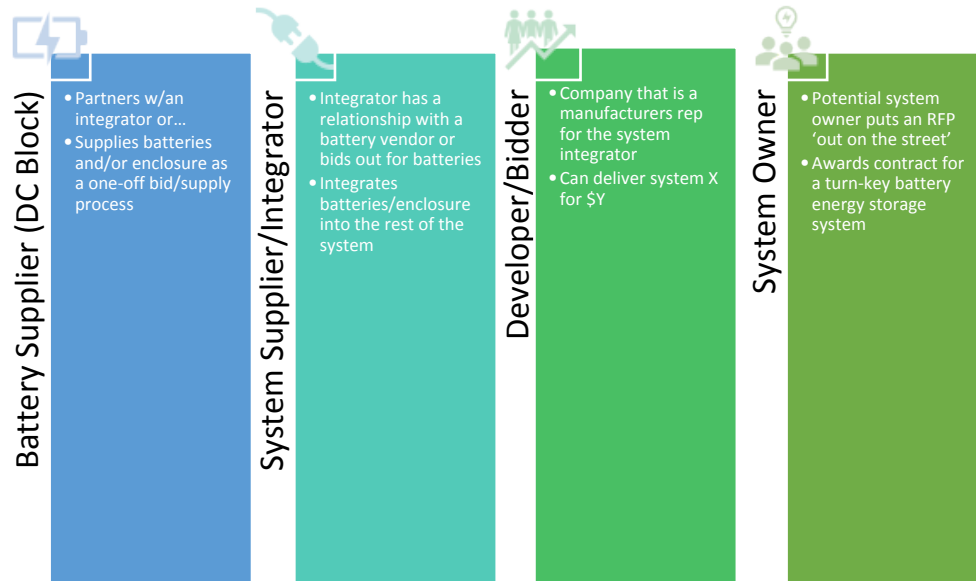 Battery Supplier (DC Block)
• Partners w/an
integrator or…
• Supplies batteries
and/or enclosure as
a one-off bid/supply
process
System Supplier/Integrator
• Integrator has a
relationship with a
battery vendor or
bids out for batteries
• Integrates
batteries/enclosure
into the rest of the
system
Developer/Bidder
• Company that is a
manufacturers rep
for the system
integrator
• Can deliver system X
for $Y
System Owner
• Potential system
owner puts an RFP
‘out on the street’
• Awards contract for
a turn-key battery
energy storage
system